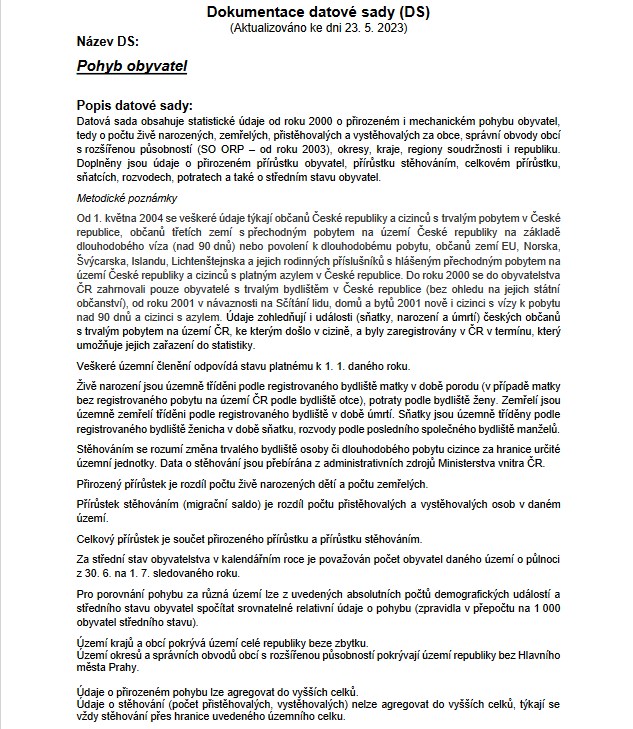 Dokumentace datové sady (DS)
(Aktualizováno ke dni 23. 5. 2023)
Název DS:
Pohyb obyvatel
Popis datové sady:
Datová sada obsahuje statistické údaje od roku 2000 o přirozeném i mechanickém pohybu obyvatel,
tedy o počtu živě narozených, zemřelých, přistěhovalých a vystěhovalých za obce, správní obvody obcí
s rozšířenou působností (SO ORP – od roku 2003), okresy, kraje, regiony soudržnosti i republiku.
Doplněny jsou údaje o přirozeném přírůstku obyvatel, přírůstku stěhováním, celkovém přírůstku,
sňatcích, rozvodech, potratech a také o středním stavu obyvatel.
Metodické poznámky
Od 1. května 2004 se veškeré údaje týkají občanů České republiky a cizinců s trvalým pobytem v České
republice, občanů třetích zemí s přechodným pobytem na území České republiky na základě
dlouhodobého víza (nad 90 dnů) nebo povolení k dlouhodobému pobytu, občanů zemí EU, Norska,
Švýcarska, Islandu, Lichtenštejnska a jejich rodinných příslušníků s hlášeným přechodným pobytem na
území České republiky a cizinců s platným azylem v České republice. Do roku 2000 se do obyvatelstva
ČR zahrnovali pouze obyvatelé s trvalým bydlištěm v České republice (bez ohledu na jejich státní
občanství), od roku 2001 v návaznosti na Sčítání lidu, domů a bytů 2001 nově i cizinci s vízy k pobytu
nad 90 dnů a cizinci s azylem. Údaje zohledňují i události (sňatky, narození a úmrtí) českých občanů
s trvalým pobytem na území ČR, ke kterým došlo v cizině, a byly zaregistrovány v ČR v termínu, který
umožňuje jejich zařazení do statistiky.
Veškeré územní členění odpovídá stavu platnému k 1. 1. daného roku.
Živě narození jsou územně tříděni podle registrovaného bydliště matky v době porodu (v případě matky
bez registrovaného pobytu na území ČR podle bydliště otce), potraty podle bydliště ženy. Zemřelí jsou
územně zemřelí tříděni podle registrovaného bydliště v době úmrtí. Sňatky jsou územně tříděny podle
registrovaného bydliště ženicha v době sňatku, rozvody podle posledního společného bydliště manželů.
Stěhováním se rozumí změna trvalého bydliště osoby či dlouhodobého pobytu cizince za hranice určité
územní jednotky. Data o stěhování jsou přebírána z administrativních zdrojů Ministerstva vnitra ČR.
Přirozený přírůstek je rozdíl počtu živě narozených dětí a počtu zemřelých.
Přírůstek stěhováním (migrační saldo) je rozdíl počtu přistěhovalých a vystěhovalých osob v daném
území.
Celkový přírůstek je součet přirozeného přírůstku a přírůstku stěhováním.
Za střední stav obyvatelstva v kalendářním roce je považován počet obyvatel daného území o půlnoci
z 30. 6. na 1. 7. sledovaného roku.
Pro porovnání pohybu za různá území lze z uvedených absolutních počtů demografických událostí a
středního stavu obyvatel spočítat srovnatelné relativní údaje o pohybu (zpravidla v přepočtu na 1 000
obyvatel středního stavu).
Území krajů a obcí pokrývá území celé republiky beze zbytku.
Území okresů a správních obvodů obcí s rozšířenou působností pokrývají území republiky bez Hlavního
města Prahy.
Údaje o přirozeném pohybu lze agregovat do vyšších celků.
Údaje o stěhování (počet přistěhovalých, vystěhovalých) nelze agregovat do vyšších celků, týkají se
vždy stěhování přes hranice uvedeného územního celku.